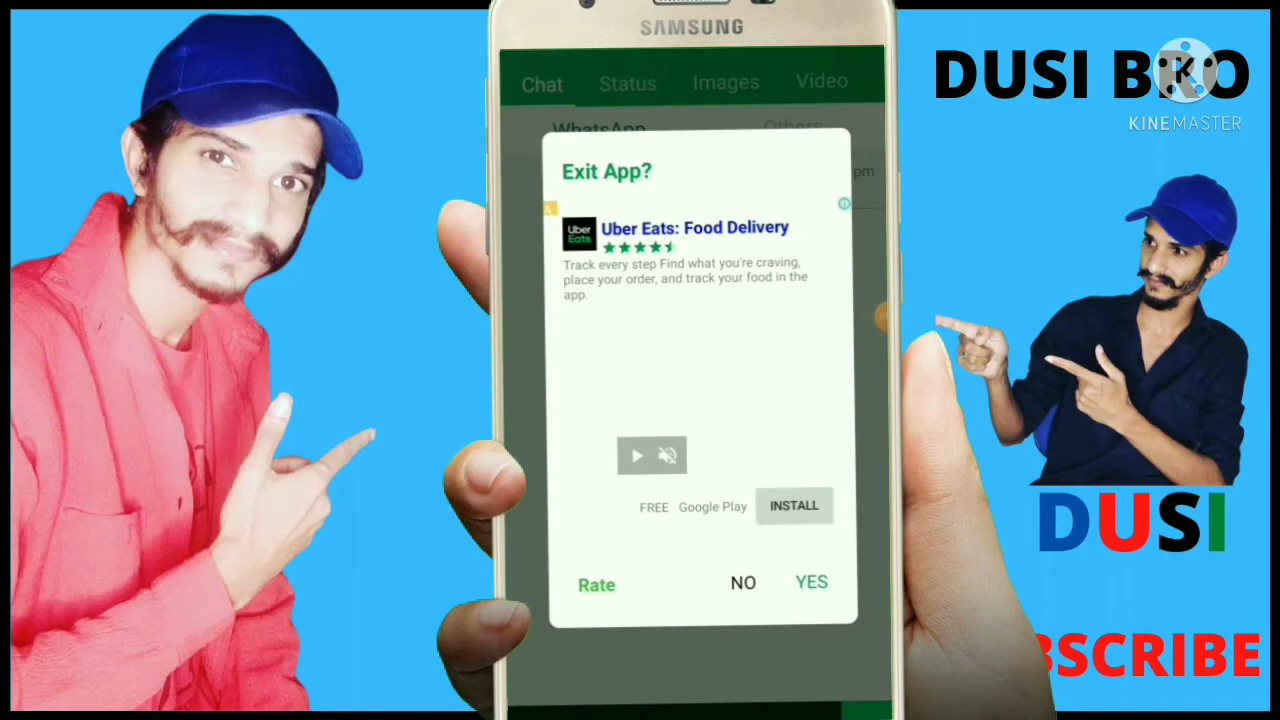 SAMSUNG
Chat Status Images Video
WhatsApp Others
pm
Exit App?
Uber Eats
Uber Eats: Food Delivery
Track every step Find what you're craving,
place your order, and track your food in the
app.
FREE Google Play INSTALL
Rate NO YES
DUSI BRO
K
KINEMASTER
DUSI
BSCRIBE